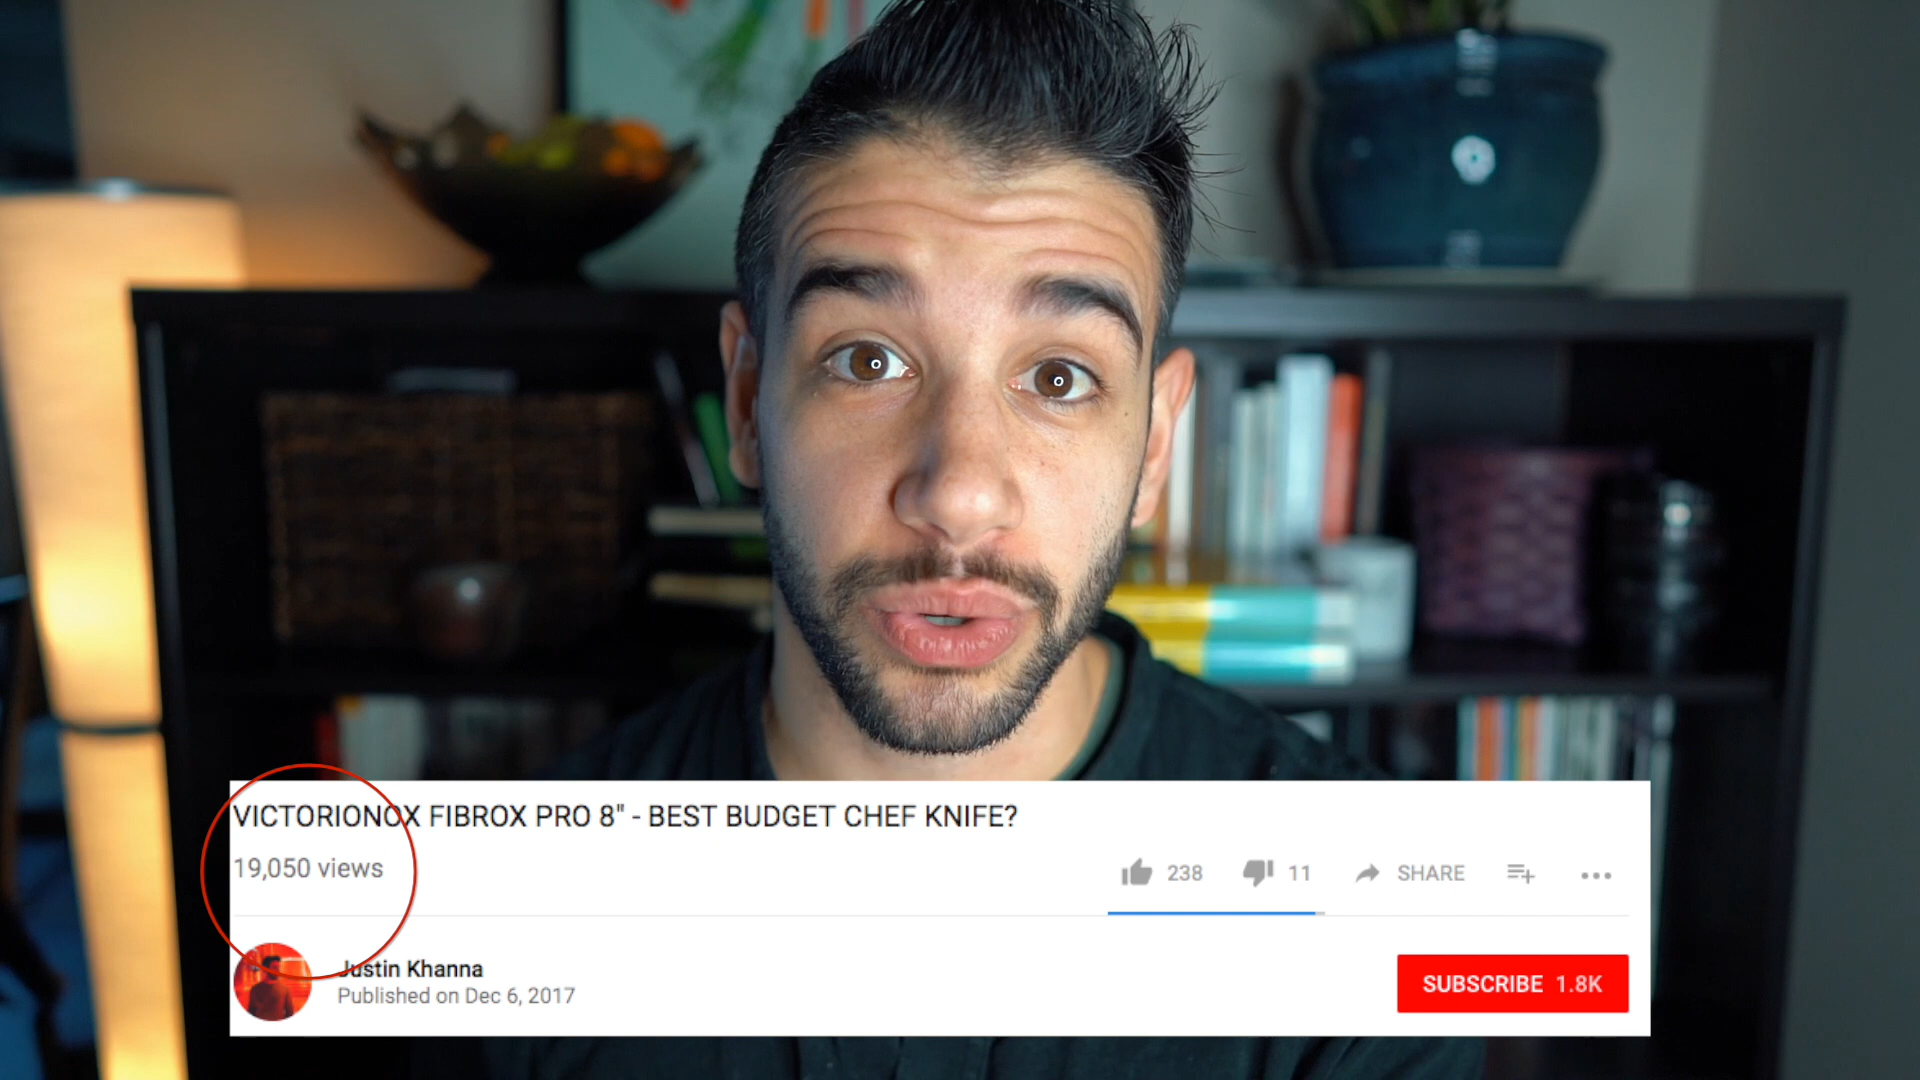 VICTORIONOX FIBROX PRO 8" - BEST BUDGET CHEF KNIFE?
19,050 views
238 11 SHARE
Justin Khanna
Published on Dec 6, 2017
SUBSCRIBE 1.8K